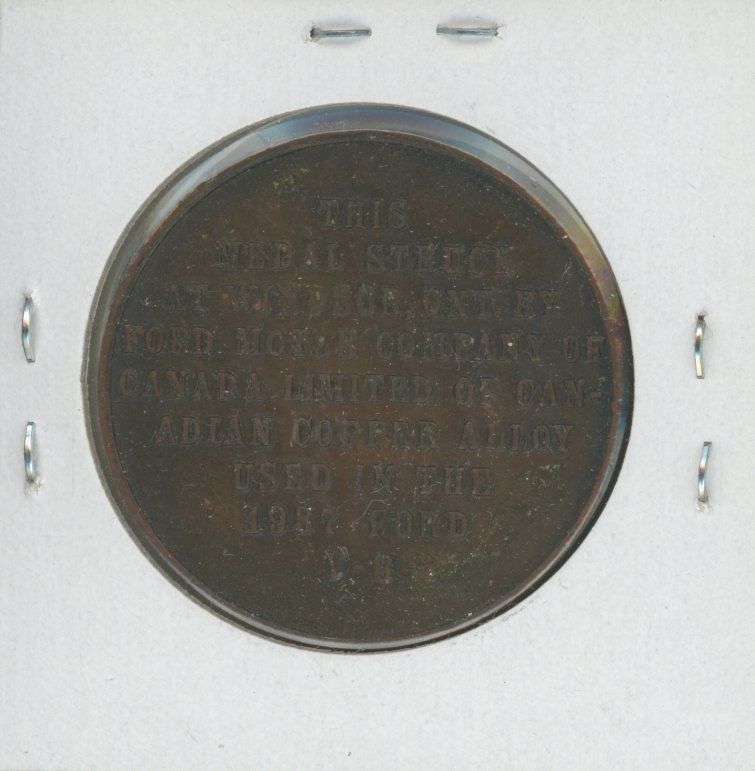 THIS
MEDAL STRUCK
AT WINDSOR, ONT. BY
FORD MOTOR COMPANY OF
CANADA LIMITED OF CAN-
ADIAN COPPER ALLOY
USED IN THE
1937 FORD
V-8